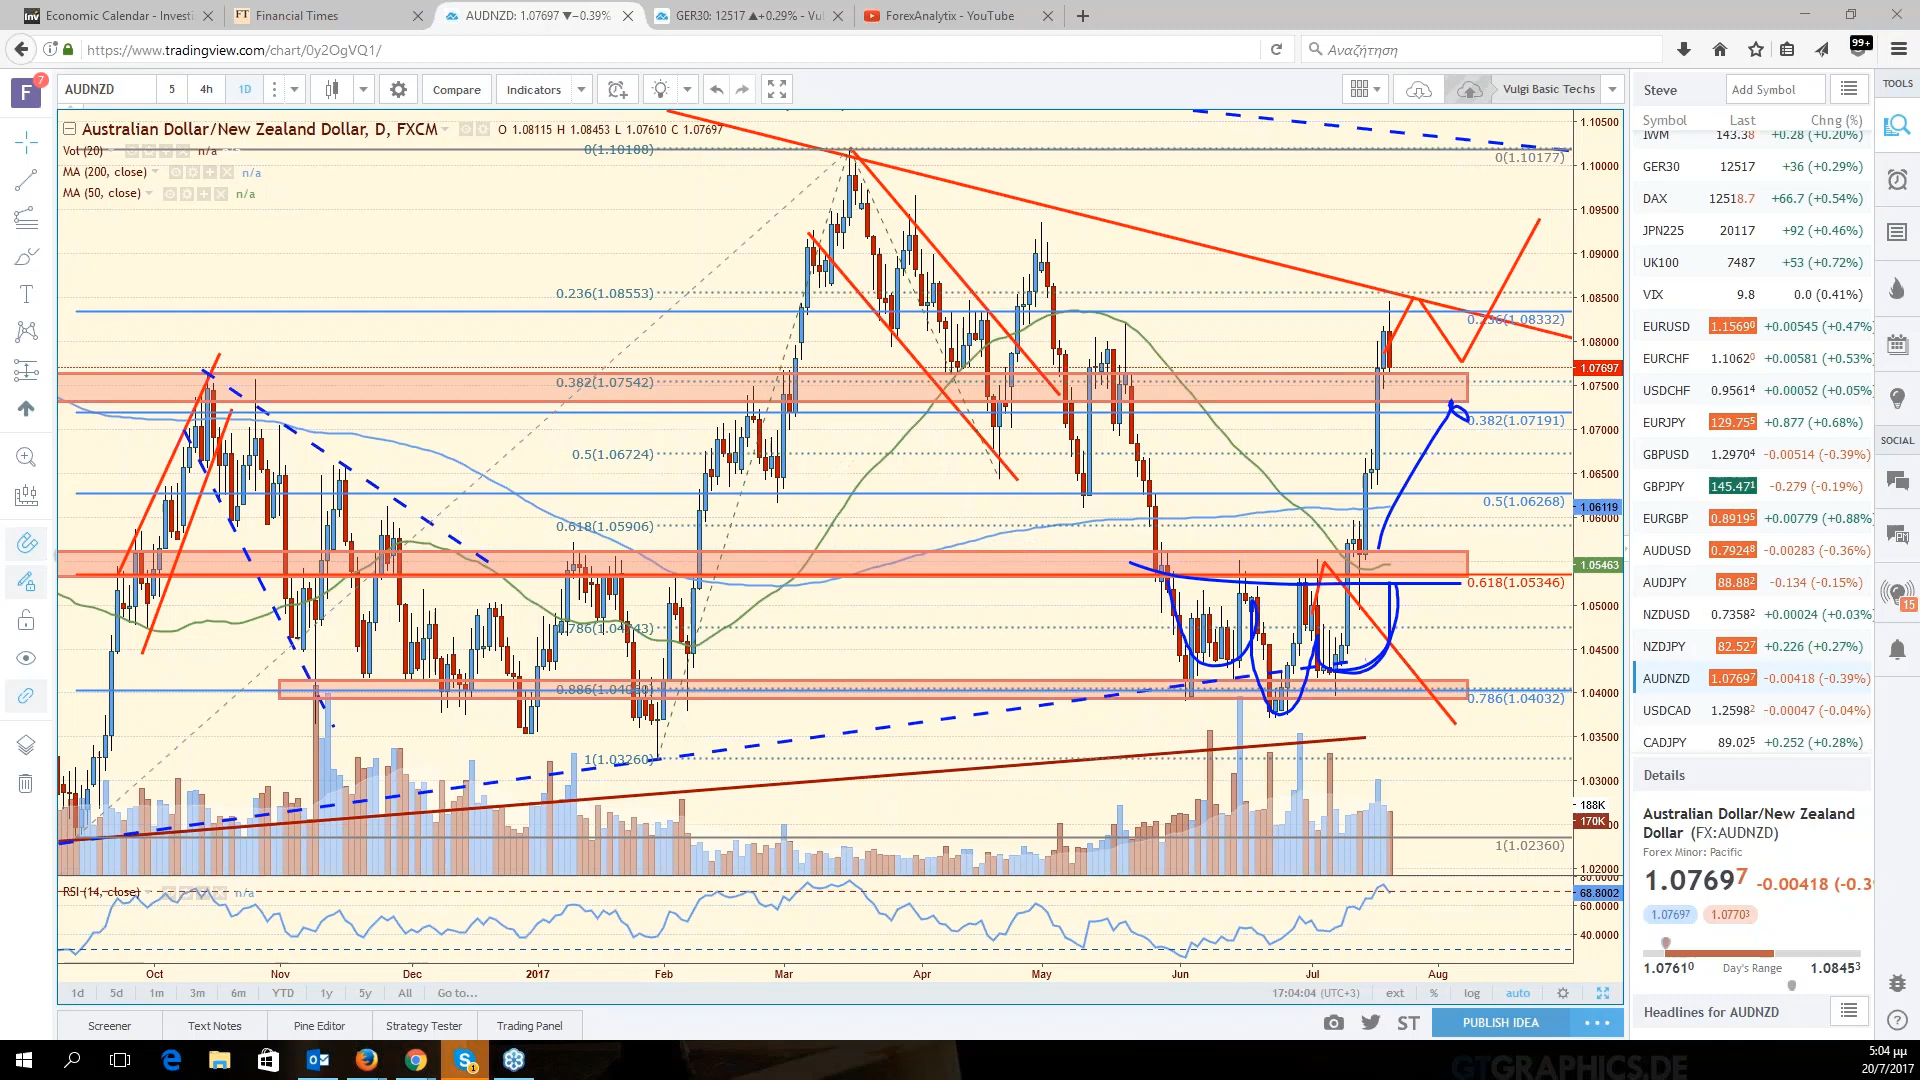 Economic Calendar - Investi
Financial Times
AUDNZD: 1.07697 ▼−0.39%
GER30: 12517 ▲+0.29% - Vul
ForexAnalytix - YouTube
https://www.tradingview.com/chart/0y2OgVQ1/
Αναζήτηση
99+
F
7
AUDNZD
5
4h
1D
Compare
Indicators
Vulgi Basic Techs
Steve
Add Symbol
TOOLS
Australian Dollar/New Zealand Dollar, D, FXCM
O 1.08115 H 1.08453 L 1.07610 C 1.07697
Vol (20)
n/a
MA (200, close)
n/a
MA (50, close)
n/a
0(1.10188)
0(1.10177)
0.236(1.08553)
0.236(1.08332)
0.382(1.07542)
0.382(1.07191)
0.5(1.06724)
0.5(1.06268)
0.618(1.05906)
0.618(1.05346)
0.786(1.04743)
0.786(1.04032)
1(1.03260)
1(1.02360)
1.10500
1.10000
1.09500
1.09000
1.08500
1.08000
1.07697
1.07500
1.07000
1.06500
1.06119
1.06000
1.05463
1.05000
1.04500
1.04000
1.03500
1.03000
188K
170K
1.02000
RSI (14, close)
n/a
80.0000
68.8002
60.0000
40.0000
Oct
Nov
Dec
2017
Feb
Mar
Apr
May
Jun
Jul
Aug
1d 5d 1m 3m 6m YTD 1y 5y All Go to...
17:04:04 (UTC+3) ext % log auto
Screener
Text Notes
Pine Editor
Strategy Tester
Trading Panel
ST
PUBLISH IDEA
Symbol Last Chng (%)
IWM 143.38 +0.28 (+0.20%)
GER30 12517 +36 (+0.29%)
DAX 12518.7 +66.7 (+0.54%)
JPN225 20117 +92 (+0.46%)
UK100 7487 +53 (+0.72%)
VIX 9.8 0.0 (0.41%)
EURUSD 1.15690 +0.00545 (+0.47%
EURCHF 1.10620 +0.00581 (+0.53%
USDCHF 0.95614 +0.00052 (+0.05%
EURJPY 129.755 +0.877 (+0.68%)
GBPUSD 1.29704 -0.00514 (-0.39%)
GBPJPY 145.471 -0.279 (-0.19%)
EURGBP 0.89195 +0.00779 (+0.88%
AUDUSD 0.79248 -0.00283 (-0.36%)
AUDJPY 88.882 -0.134 (-0.15%)
NZDUSD 0.73582 +0.00024 (+0.03%
NZDJPY 82.527 +0.226 (+0.27%)
AUDNZD 1.07697 -0.00418 (-0.39%)
USDCAD 1.25982 -0.00047 (-0.04%)
CADJPY 89.025 +0.252 (+0.28%)
SOCIAL
15
Details
Australian Dollar/New Zealand
Dollar (FX:AUDNZD)
Forex Minor: Pacific
1.07697 -0.00418 (-0.3
1.07697 1.07703
1.07610 Day's Range 1.08453
Headlines for AUDNZD
GTGRAPHICS.DE
1
5:04 μμ
20/7/2017